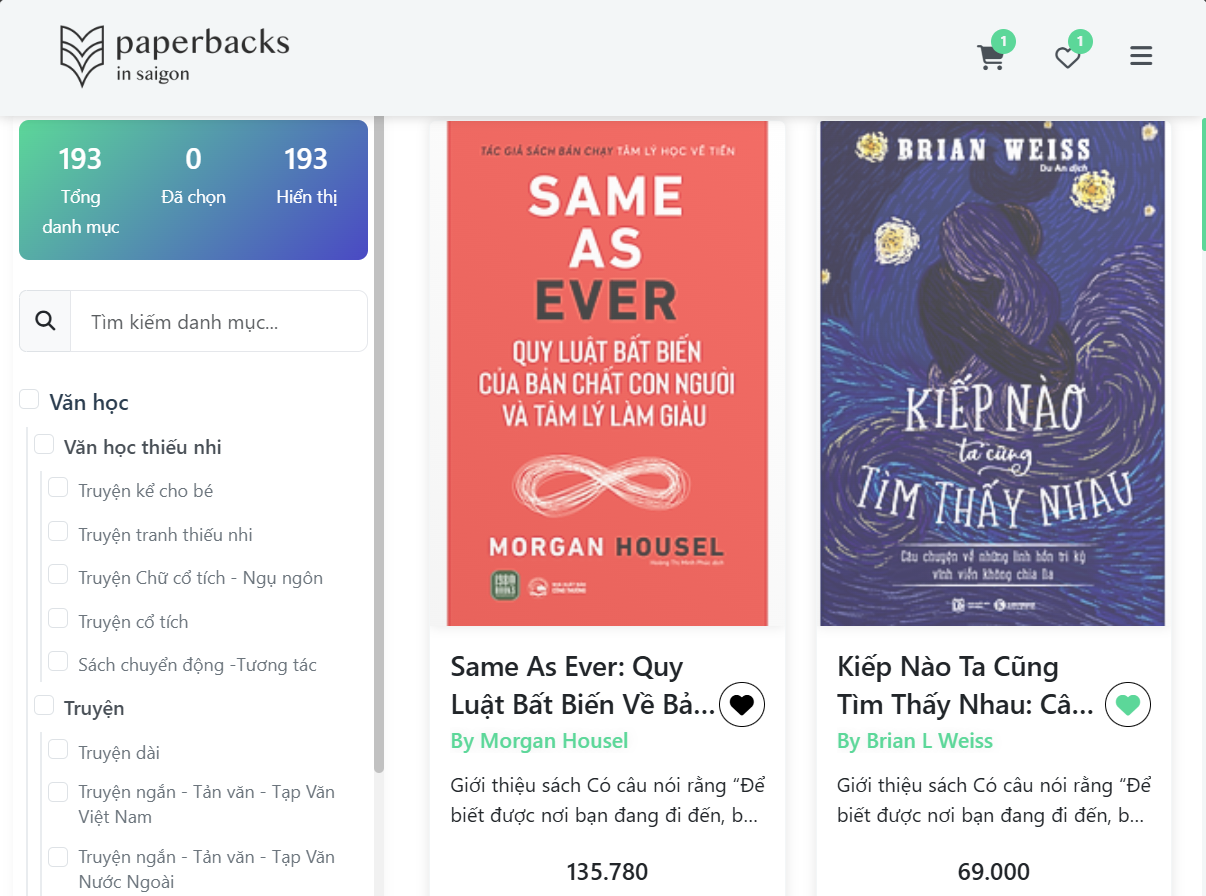 paperbacks
in saigon
1
1
193
0
193
Tổng
danh mục
Đã chọn
Hiển thị
Tìm kiếm danh mục...
Văn học
Văn học thiếu nhi
Truyện kể cho bé
Truyện tranh thiếu nhi
Truyện Chữ cổ tích - Ngụ ngôn
Truyện cổ tích
Sách chuyển động -Tương tác
Truyện
Truyện dài
Truyện ngắn - Tản văn - Tạp Văn
Việt Nam
Truyện ngắn - Tản văn - Tạp Văn
Nước Ngoài
TÁC GIẢ SÁCH BÁN CHẠY TÂM LÝ HỌC VỀ TIỀN
SAME
AS
EVER
QUY LUẬT BẤT BIẾN
CỦA BẢN CHẤT CON NGƯỜI
VÀ TÂM LÝ LÀM GIÀU
MORGAN HOUSEL
Hoàng Thị Minh Phúc dịch
1980
BOOKS
Same As Ever: Quy
Luật Bất Biến Về Bả...
By Morgan Housel
Giới thiệu sách Có câu nói rằng “Để
biết được nơi bạn đang đi đến, b...
135.780
BRIAN WEISS
Du An dịch
KIẾP NÀO
ta cũng
TÌM THẤY NHAU
Câu chuyện về những linh hồn tri kỷ
vĩnh viễn không chia lìa
Kiếp Nào Ta Cũng
Tìm Thấy Nhau: Câ...
By Brian L Weiss
Giới thiệu sách Có câu nói rằng “Để
biết được nơi bạn đang đi đến, b...
69.000